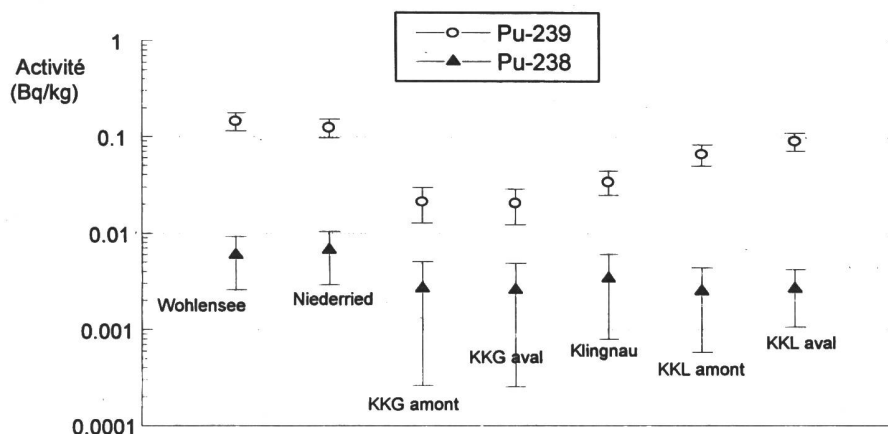 Pu-239
Pu-238
Activité
(Bq/kg)
1
0.1
0.01
0.001
0.0001
Wohlensee
Niederried
KKG amont
KKG aval
Klingnau
KKL amont
KKL aval